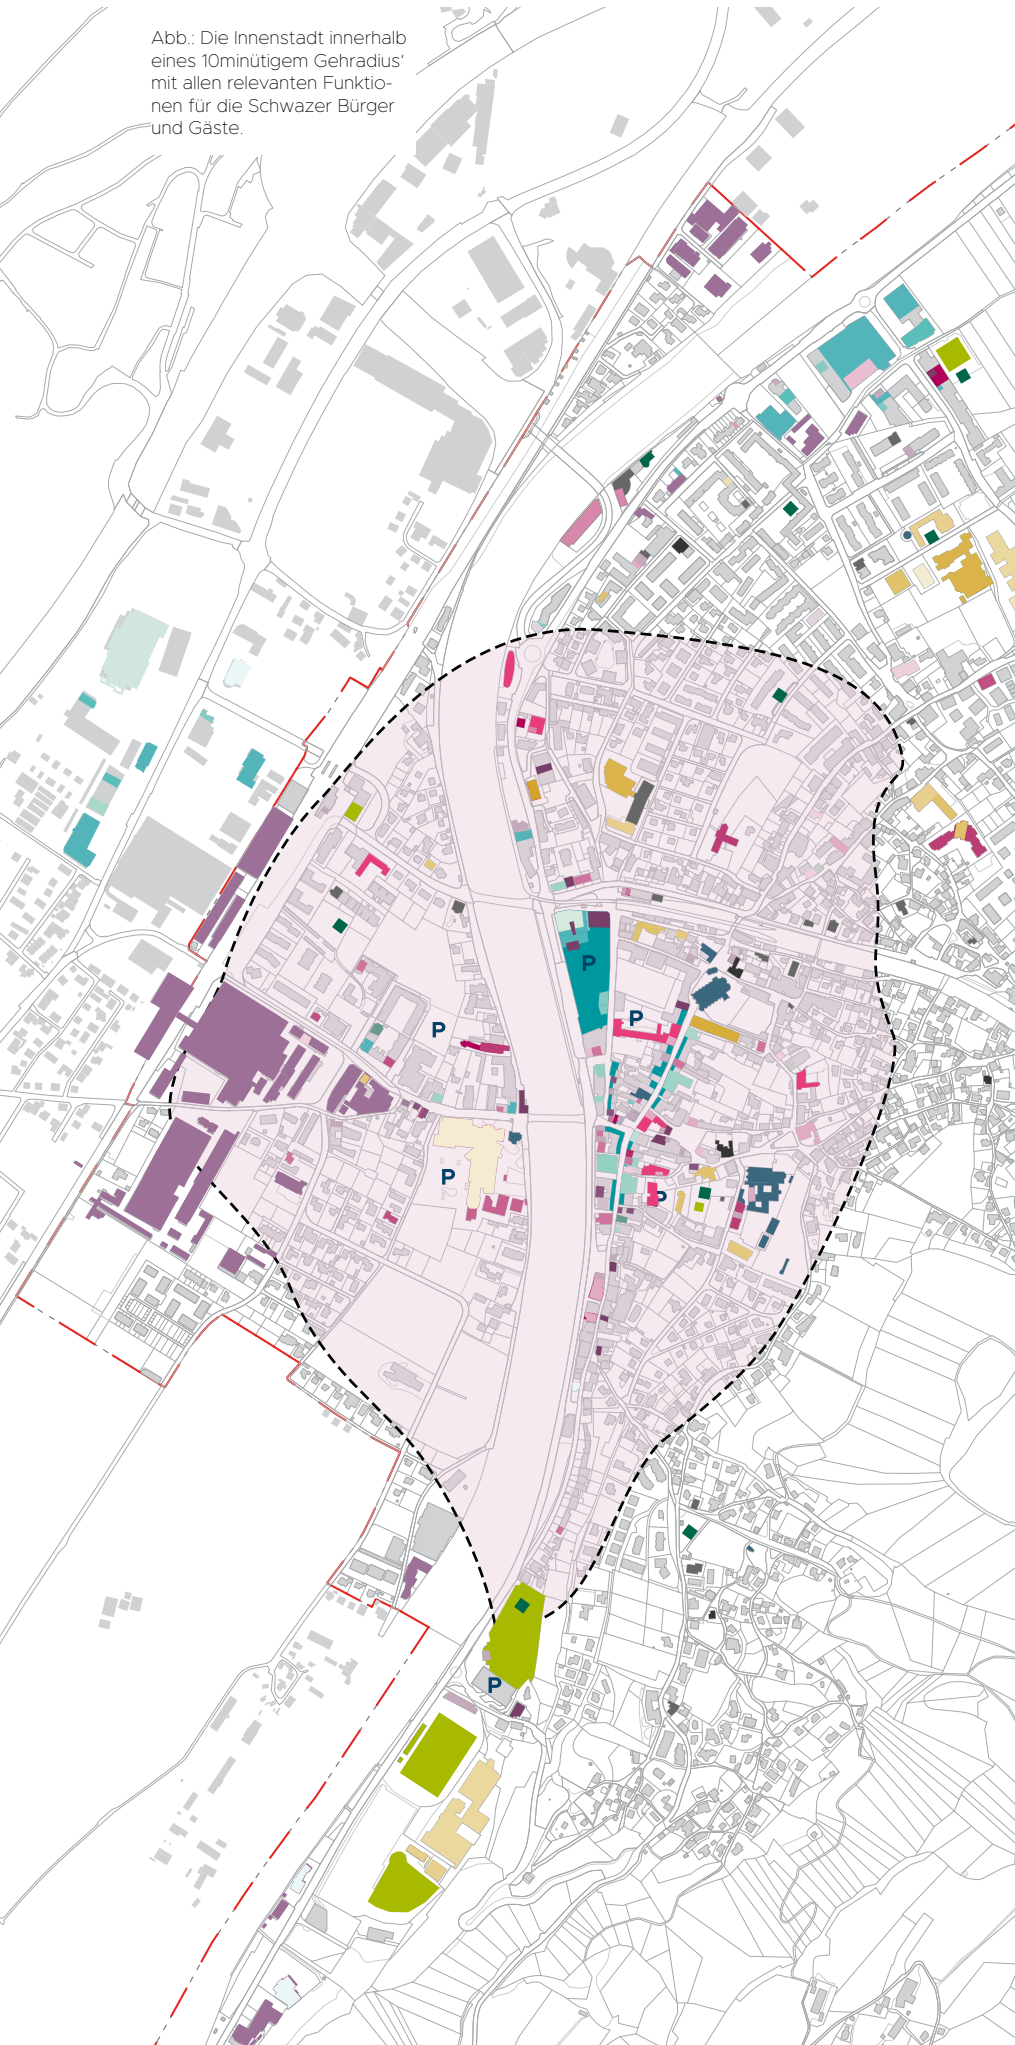 Abb.: Die Innenstadt innerhalb
eines 10minütigem Gehradius‘
mit allen relevanten Funktio-
nen für die Schwazer Bürger
und Gäste.
P
P
P
P
P
P